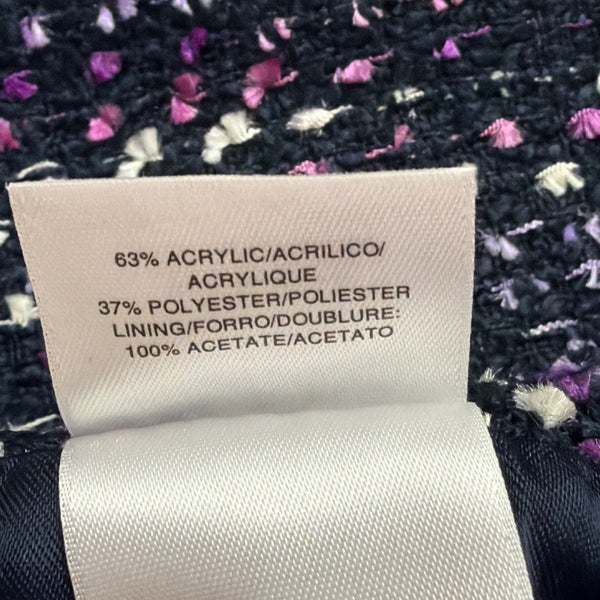 63% ACRYLIC/ACRILICO/
ACRYLIQUE
37% POLYESTER/POLIESTER
LINING/FORRO/DOUBLURE:
100% ACETATE/ACETATO